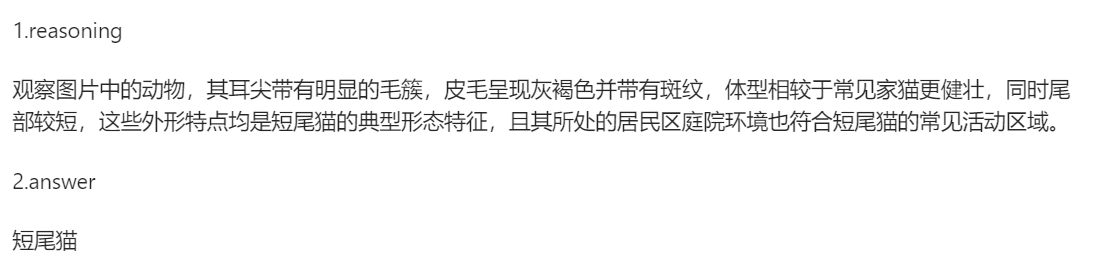 1.reasoning
观察图片中的动物，其耳尖带有明显的毛簇，皮毛呈现灰褐色并带有斑纹，体型相较于常见家猫更健壮，同时尾
部较短，这些外形特点均是短尾猫的典型形态特征，且其所处的居民区庭院环境也符合短尾猫的常见活动区域。
2.answer
短尾猫